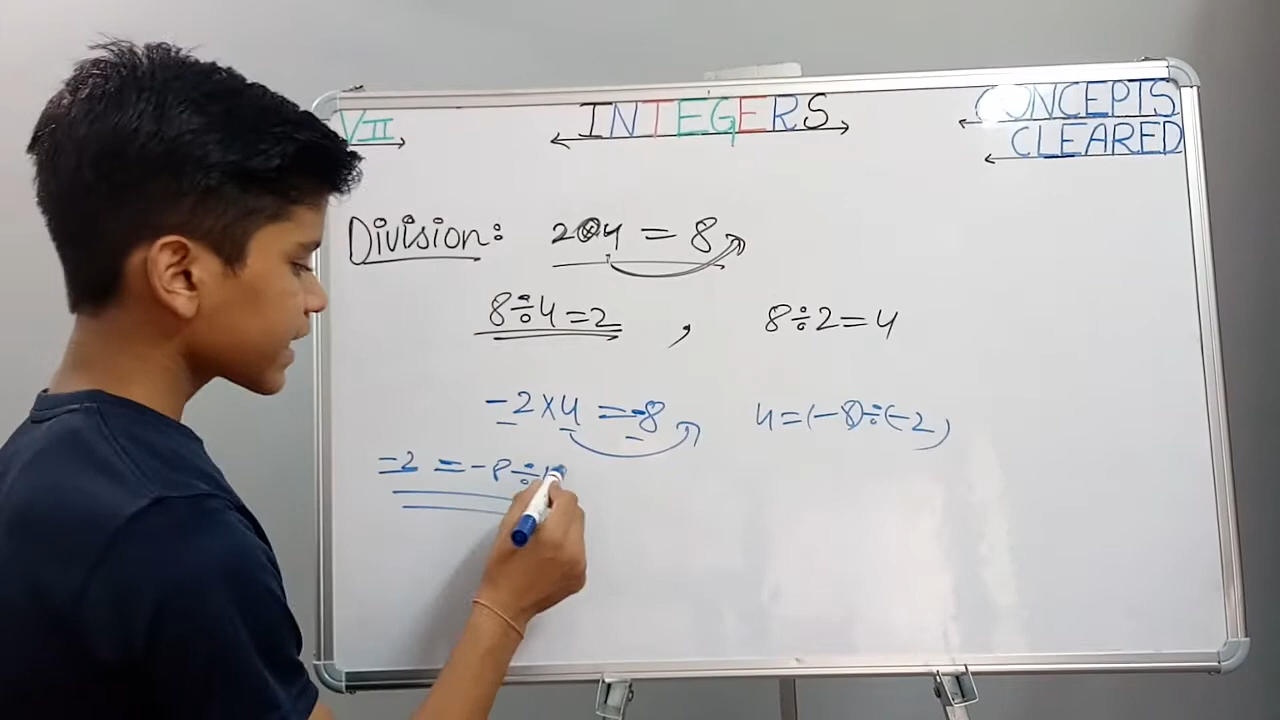 VII INTEGERS CONCEPTS
CLEARED
Division: 2×4 = 8
8÷4=2 , 8÷2=4
-2×4 = -8 4=(-8)÷(-2)
-2 = -8÷